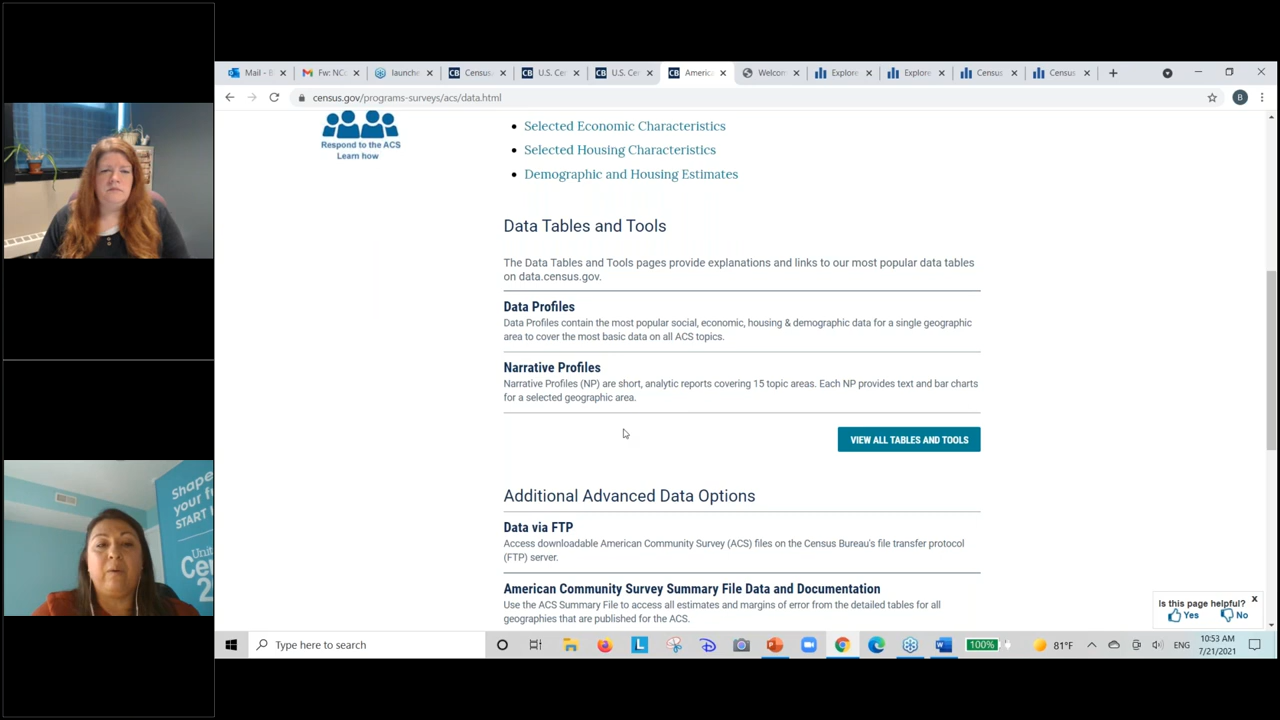 Mail - B
Fw: NC
launche
Census
U.S. Ce
U.S. Ce
America
Welcom
Explore
Explore
Census
Census
census.gov/programs-surveys/acs/data.html
B
Respond to the ACS
Learn how
• Selected Economic Characteristics
• Selected Housing Characteristics
• Demographic and Housing Estimates
Data Tables and Tools
The Data Tables and Tools pages provide explanations and links to our most popular data tables
on data.census.gov.
Data Profiles
Data Profiles contain the most popular social, economic, housing & demographic data for a single geographic
area to cover the most basic data on all ACS topics.
Narrative Profiles
Narrative Profiles (NP) are short, analytic reports covering 15 topic areas. Each NP provides text and bar charts
for a selected geographic area.
VIEW ALL TABLES AND TOOLS
Additional Advanced Data Options
Data via FTP
Access downloadable American Community Survey (ACS) files on the Census Bureau's file transfer protocol
(FTP) server.
American Community Survey Summary File Data and Documentation
Use the ACS Summary File to access all estimates and margins of error from the detailed tables for all
geographies that are published for the ACS.
Is this page helpful? x
Yes No
Type here to search
100%
81°F
ENG
10:53 AM
7/21/2021
Shape
your fu
START
Unit
Ce
2